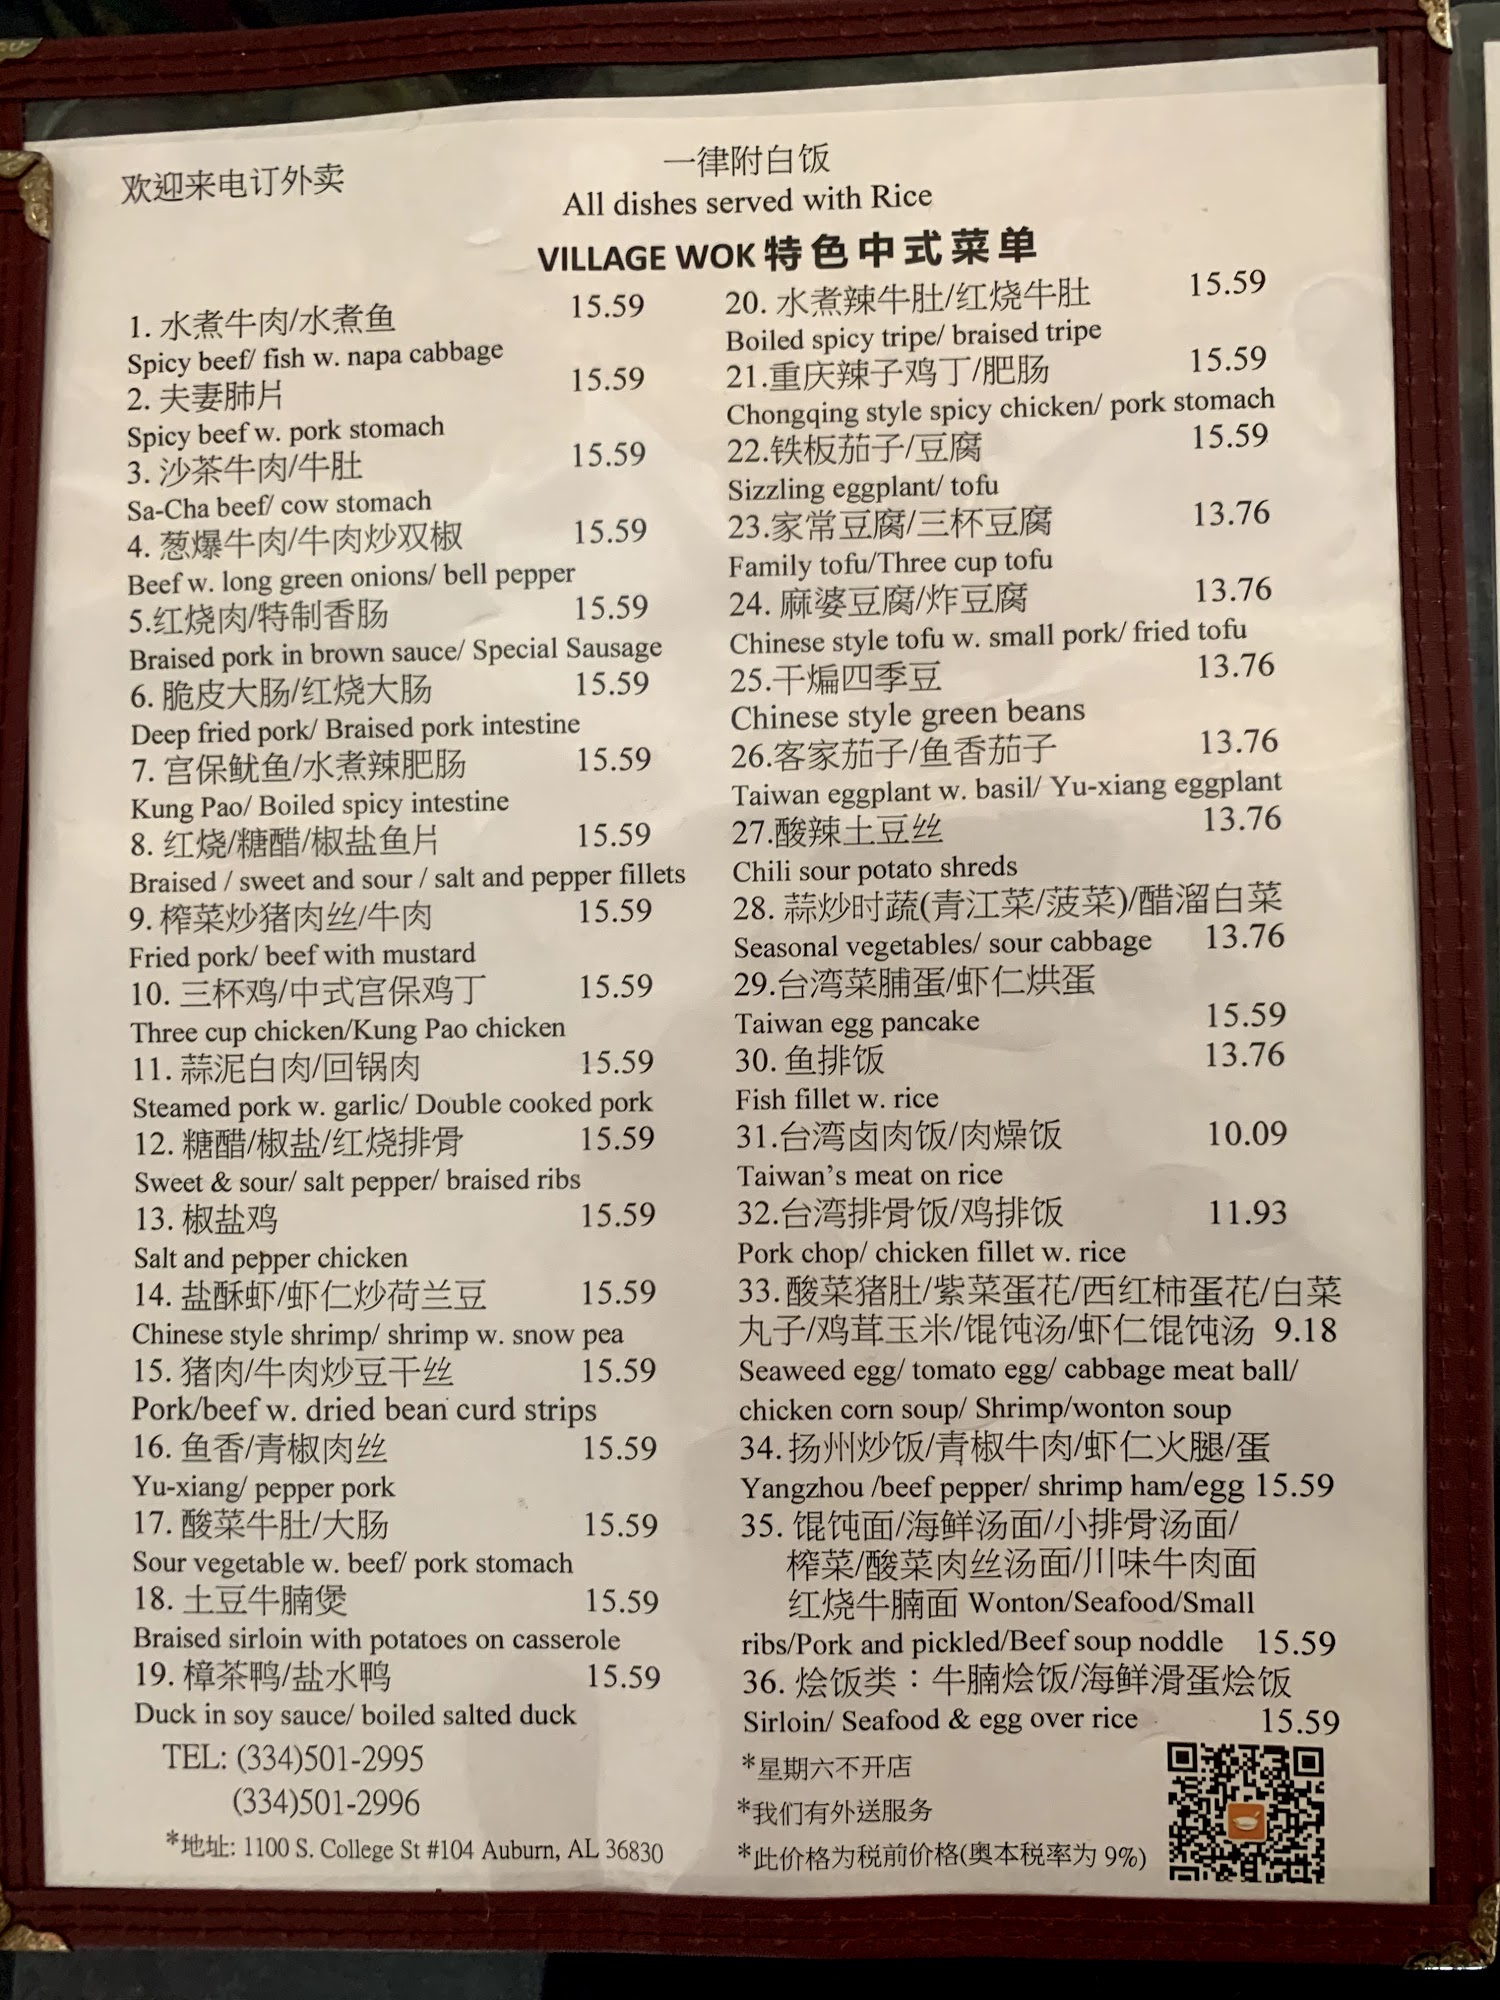 欢迎来电订外卖
一律附白饭
All dishes served with Rice
VILLAGE WOK 特色中式菜单
1. 水煮牛肉/水煮鱼 15.59
Spicy beef/ fish w. napa cabbage
2. 夫妻肺片 15.59
Spicy beef w. pork stomach
3. 沙茶牛肉/牛肚 15.59
Sa-Cha beef/ cow stomach
4. 葱爆牛肉/牛肉炒双椒 15.59
Beef w. long green onions/ bell pepper
5.红烧肉/特制香肠 15.59
Braised pork in brown sauce/ Special Sausage
6. 脆皮大肠/红烧大肠 15.59
Deep fried pork/ Braised pork intestine
7. 宫保鱿鱼/水煮辣肥肠 15.59
Kung Pao/ Boiled spicy intestine
8. 红烧/糖醋/椒盐鱼片 15.59
Braised / sweet and sour / salt and pepper fillets
9. 榨菜炒猪肉丝/牛肉 15.59
Fried pork/ beef with mustard
10. 三杯鸡/中式宫保鸡丁 15.59
Three cup chicken/Kung Pao chicken
11. 蒜泥白肉/回锅肉 15.59
Steamed pork w. garlic/ Double cooked pork
12. 糖醋/椒盐/红烧排骨 15.59
Sweet & sour/ salt pepper/ braised ribs
13. 椒盐鸡 15.59
Salt and pepper chicken
14. 盐酥虾/虾仁炒荷兰豆 15.59
Chinese style shrimp/ shrimp w. snow pea
15. 猪肉/牛肉炒豆干丝 15.59
Pork/beef w. dried bean curd strips
16. 鱼香/青椒肉丝 15.59
Yu-xiang/ pepper pork
17. 酸菜牛肚/大肠 15.59
Sour vegetable w. beef/ pork stomach
18. 土豆牛腩煲 15.59
Braised sirloin with potatoes on casserole
19. 樟茶鸭/盐水鸭 15.59
Duck in soy sauce/ boiled salted duck
TEL: (334)501-2995
(334)501-2996
*地址: 1100 S. College St #104 Auburn, AL 36830
20. 水煮辣牛肚/红烧牛肚 15.59
Boiled spicy tripe/ braised tripe
21.重庆辣子鸡丁/肥肠 15.59
Chongqing style spicy chicken/ pork stomach
22.铁板茄子/豆腐 15.59
Sizzling eggplant/ tofu
23.家常豆腐/三杯豆腐 13.76
Family tofu/Three cup tofu
24. 麻婆豆腐/炸豆腐 13.76
Chinese style tofu w. small pork/ fried tofu
25.干煸四季豆 13.76
Chinese style green beans
26.客家茄子/鱼香茄子 13.76
Taiwan eggplant w. basil/ Yu-xiang eggplant
27.酸辣土豆丝 13.76
Chili sour potato shreds
28. 蒜炒时蔬(青江菜/菠菜)/醋溜白菜
Seasonal vegetables/ sour cabbage 13.76
29.台湾菜脯蛋/虾仁烘蛋
Taiwan egg pancake 15.59
30. 鱼排饭 13.76
Fish fillet w. rice
31.台湾卤肉饭/肉燥饭 10.09
Taiwan’s meat on rice
32.台湾排骨饭/鸡排饭 11.93
Pork chop/ chicken fillet w. rice
33.酸菜猪肚/紫菜蛋花/西红柿蛋花/白菜
丸子/鸡茸玉米/馄饨汤/虾仁馄饨汤 9.18
Seaweed egg/ tomato egg/ cabbage meat ball/
chicken corn soup/ Shrimp/wonton soup
34.扬州炒饭/青椒牛肉/虾仁火腿/蛋
Yangzhou /beef pepper/ shrimp ham/egg 15.59
35. 馄饨面/海鲜汤面/小排骨汤面/
榨菜/酸菜肉丝汤面/川味牛肉面
红烧牛腩面 Wonton/Seafood/Small
ribs/Pork and pickled/Beef soup noddle 15.59
36. 烩饭类：牛腩烩饭/海鲜滑蛋烩饭
Sirloin/ Seafood & egg over rice 15.59
*星期六不开店
*我们有外送服务
*此价格为税前价格(奥本税率为 9%)